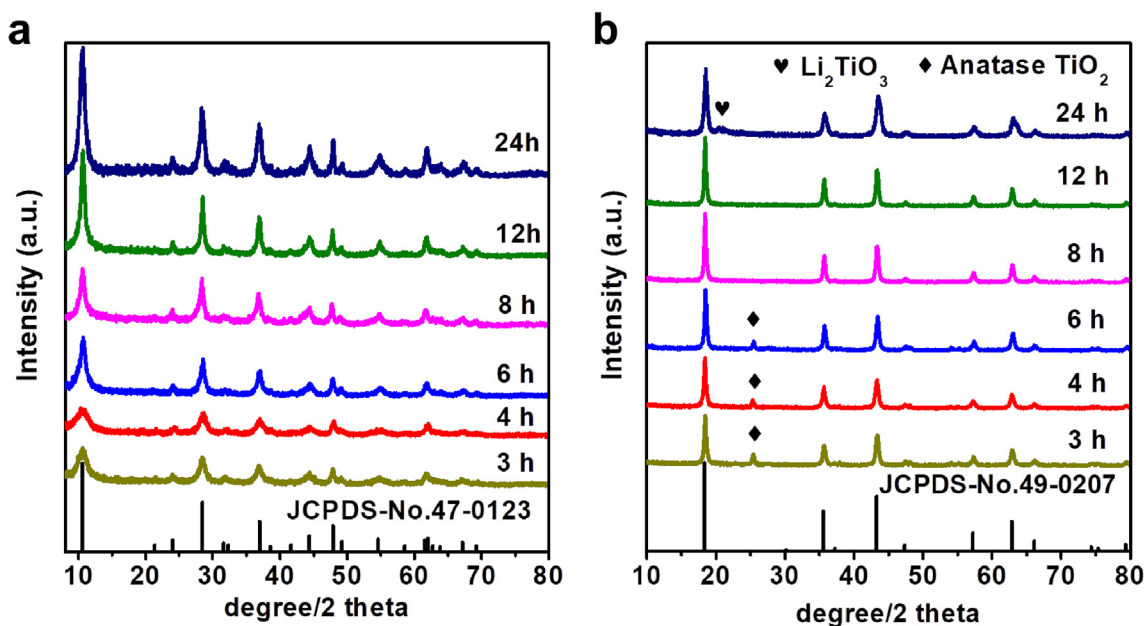 a
24h
12h
8 h
6 h
4 h
3 h
JCPDS-No.47-0123
10 20 30 40 50 60 70 80
degree/2 theta
Intensity (a.u.)
b
♥ Li₂TiO₃ ♦ Anatase TiO₂
24 h
12 h
8 h
6 h
4 h
3 h
JCPDS-No.49-0207
10 20 30 40 50 60 70 80
degree/2 theta
Intensity (a.u.)